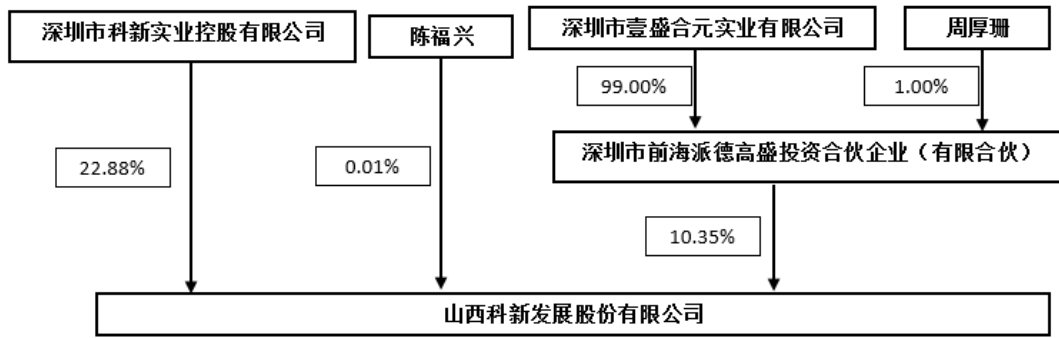 深圳市科新实业控股有限公司
陈福兴
深圳市壹盛合元实业有限公司
周厚珊
99.00%
1.00%
深圳市前海派德高盛投资合伙企业（有限合伙）
22.88%
0.01%
10.35%
山西科新发展股份有限公司